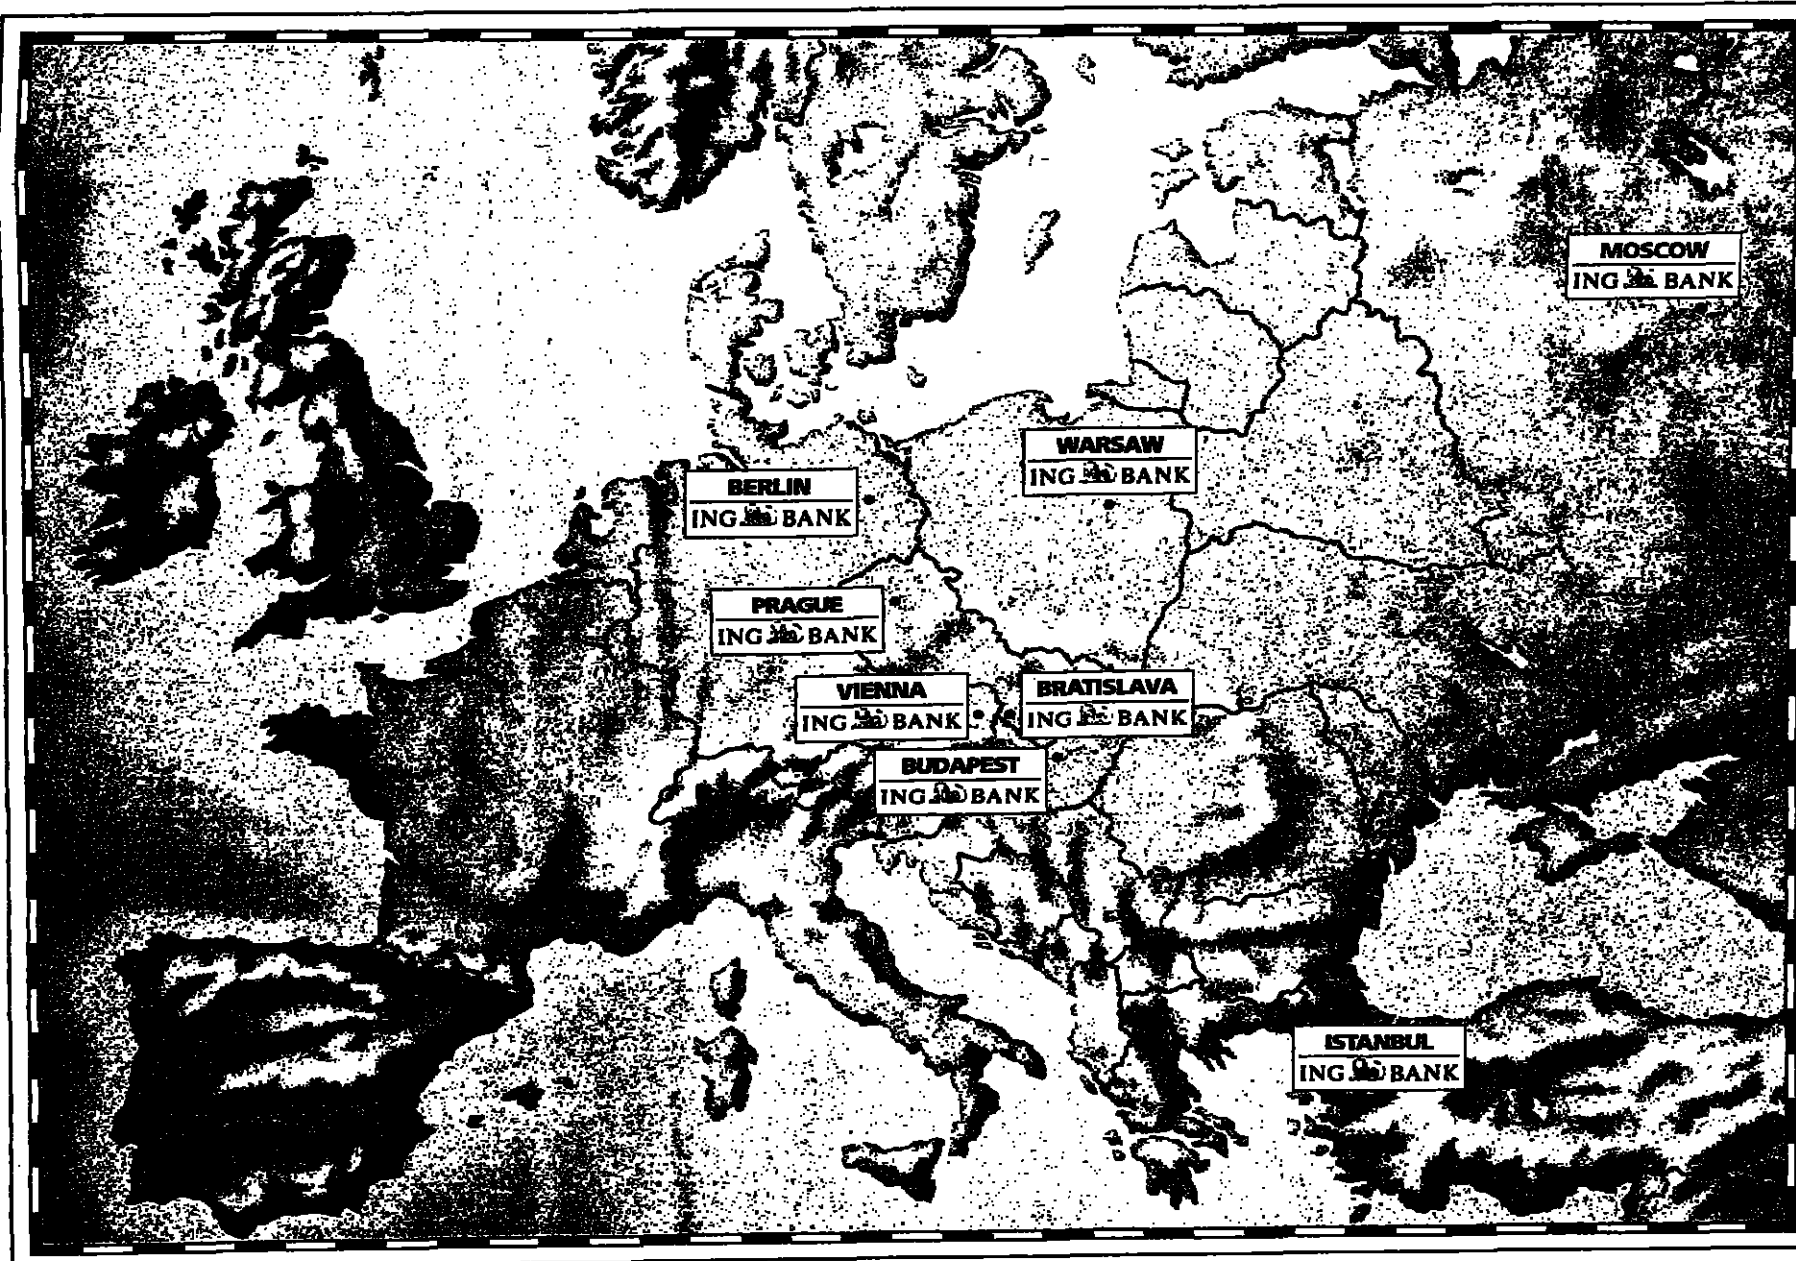 MOSCOW
ING BANK
WARSAW
ING BANK
BERLIN
ING BANK
PRAGUE
ING BANK
VIENNA
ING BANK
BRATISLAVA
ING BANK
BUDAPEST
ING BANK
ISTANBUL
ING BANK